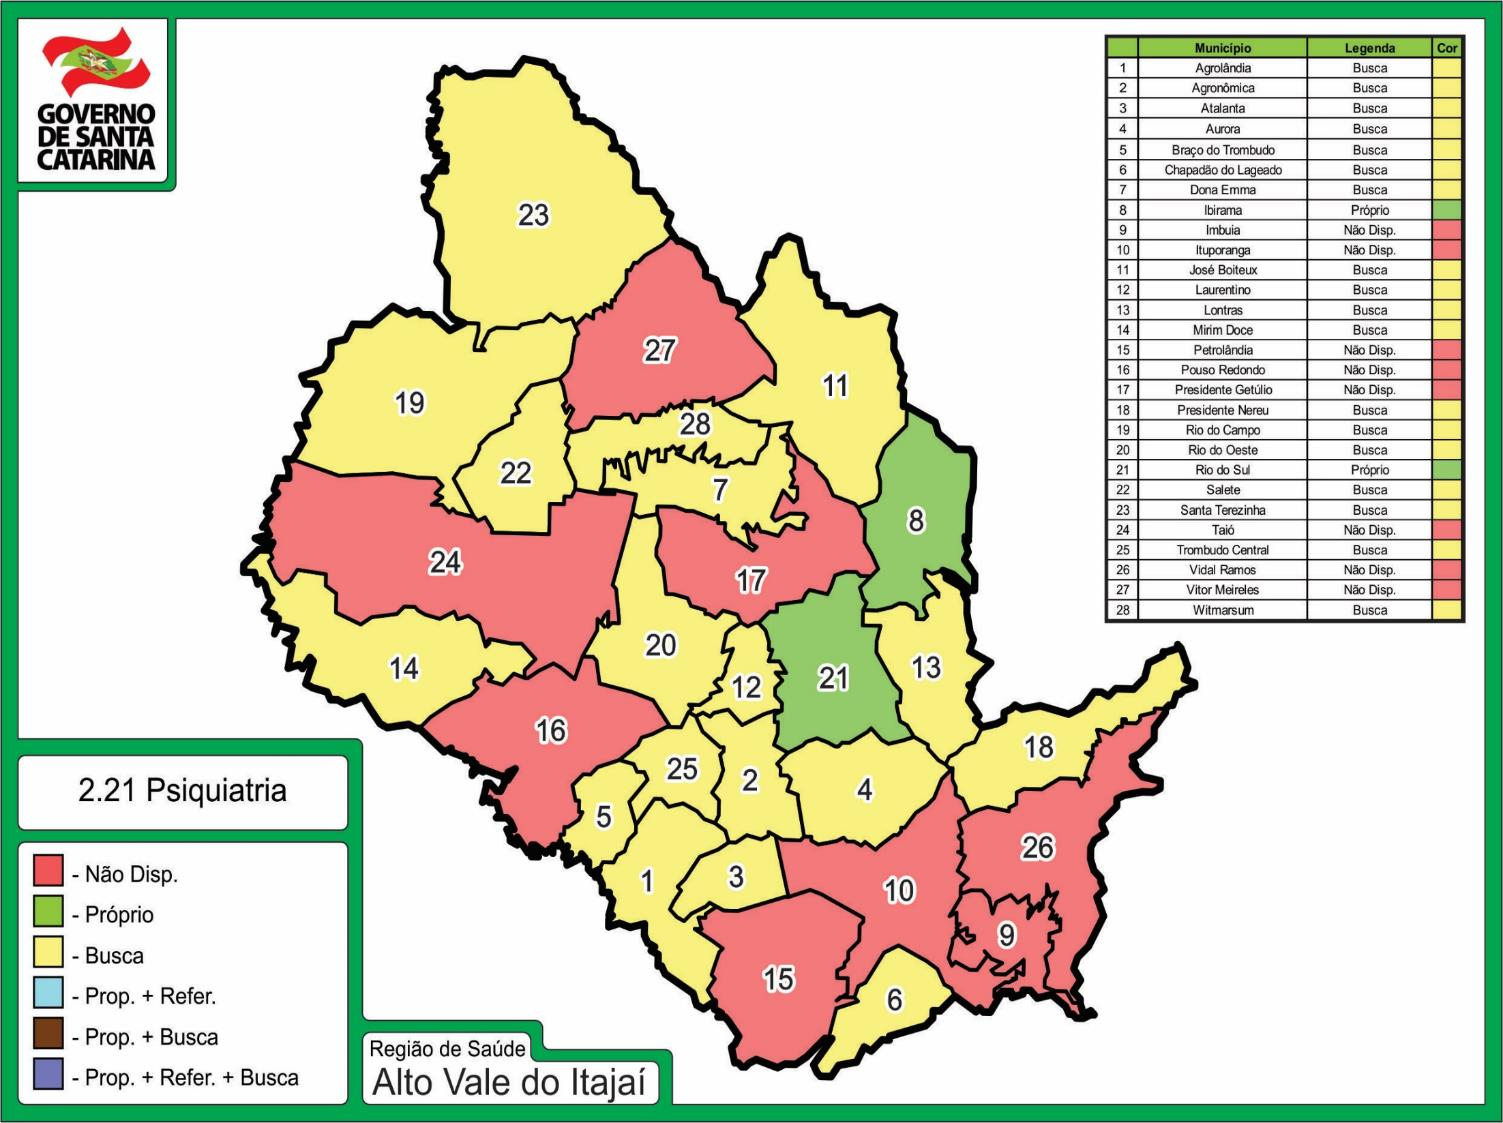 GOVERNO
DE SANTA
CATARINA
Município Legenda Cor
1 Agrolândia Busca
2 Agronômica Busca
3 Atalanta Busca
4 Aurora Busca
5 Braço do Trombudo Busca
6 Chapadão do Lageado Busca
7 Dona Emma Busca
8 Ibirama Próprio
9 Imbuia Não Disp.
10 Ituporanga Não Disp.
11 José Boiteux Busca
12 Laurentino Busca
13 Lontras Busca
14 Mirim Doce Busca
15 Petrolândia Não Disp.
16 Pouso Redondo Não Disp.
17 Presidente Getúlio Não Disp.
18 Presidente Nereu Busca
19 Rio do Campo Busca
20 Rio do Oeste Busca
21 Rio do Sul Próprio
22 Salete Busca
23 Santa Terezinha Busca
24 Taió Não Disp.
25 Trombudo Central Busca
26 Vidal Ramos Não Disp.
27 Vitor Meireles Não Disp.
28 Witmarsum Busca
23
27
11
19
28
22
7
8
24
17
20
14
13
21
12
16
18
25
2
4
5
26
3
1
10
9
15
6
2.21 Psiquiatria
- Não Disp.
- Próprio
- Busca
- Prop. + Refer.
- Prop. + Busca
- Prop. + Refer. + Busca
Região de Saúde
Alto Vale do Itajaí